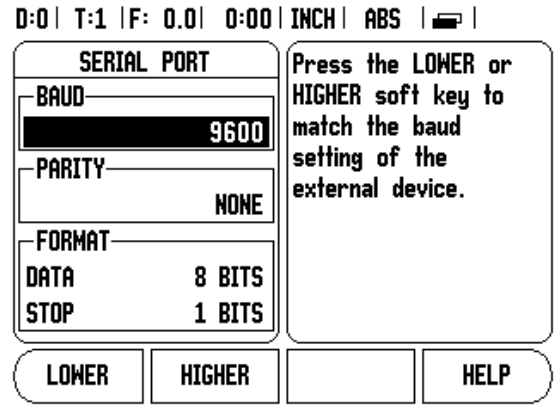 D:0| T:1 |F: 0.0| 0:00| INCH| ABS | |
SERIAL PORT
BAUD
9600
PARITY
NONE
FORMAT
DATA 8 BITS
STOP 1 BITS
Press the LOWER or
HIGHER soft key to
match the baud
setting of the
external device.
LOWER HIGHER HELP